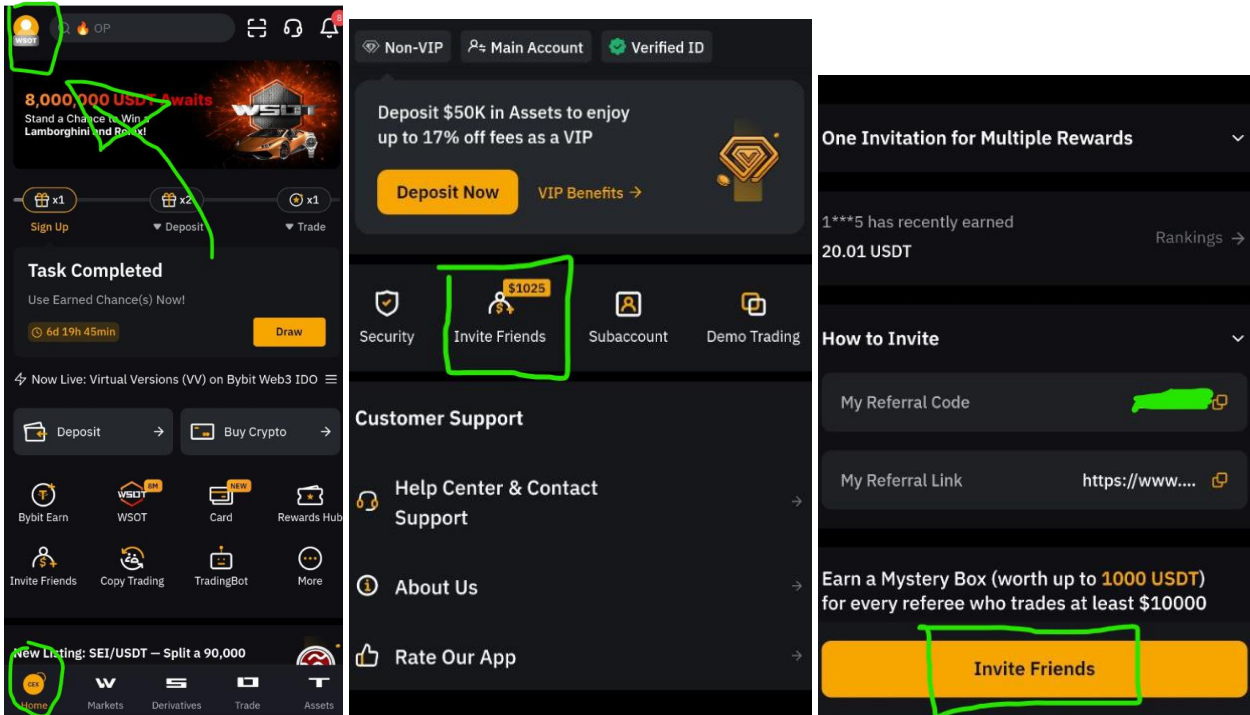 WSOT
OP
8
8,000,000 USDT Awaits
Stand a Chance to Win a
Lamborghini and Rolex!
WSOT
x1
x2
x1
Sign Up
Deposit
Trade
Task Completed
Use Earned Chance(s) Now!
6d 19h 45min
Draw
Now Live: Virtual Versions (VV) on Bybit Web3 IDO
Deposit
Buy Crypto
8M
NEW
WSOT
Bybit Earn
WSOT
Card
Rewards Hub
Invite Friends
Copy Trading
TradingBot
More
New Listing: SEI/USDT — Split a 90,000
CEX
Home
Markets
Derivatives
Trade
Assets
Non-VIP
Main Account
Verified ID
Deposit $50K in Assets to enjoy
up to 17% off fees as a VIP
Deposit Now
VIP Benefits
$1025
Security
Invite Friends
Subaccount
Demo Trading
Customer Support
Help Center & Contact
Support
About Us
Rate Our App
One Invitation for Multiple Rewards
1***5 has recently earned
20.01 USDT
Rankings
How to Invite
My Referral Code
My Referral Link
https://www....
Earn a Mystery Box (worth up to 1000 USDT)
for every referee who trades at least $10000
Invite Friends